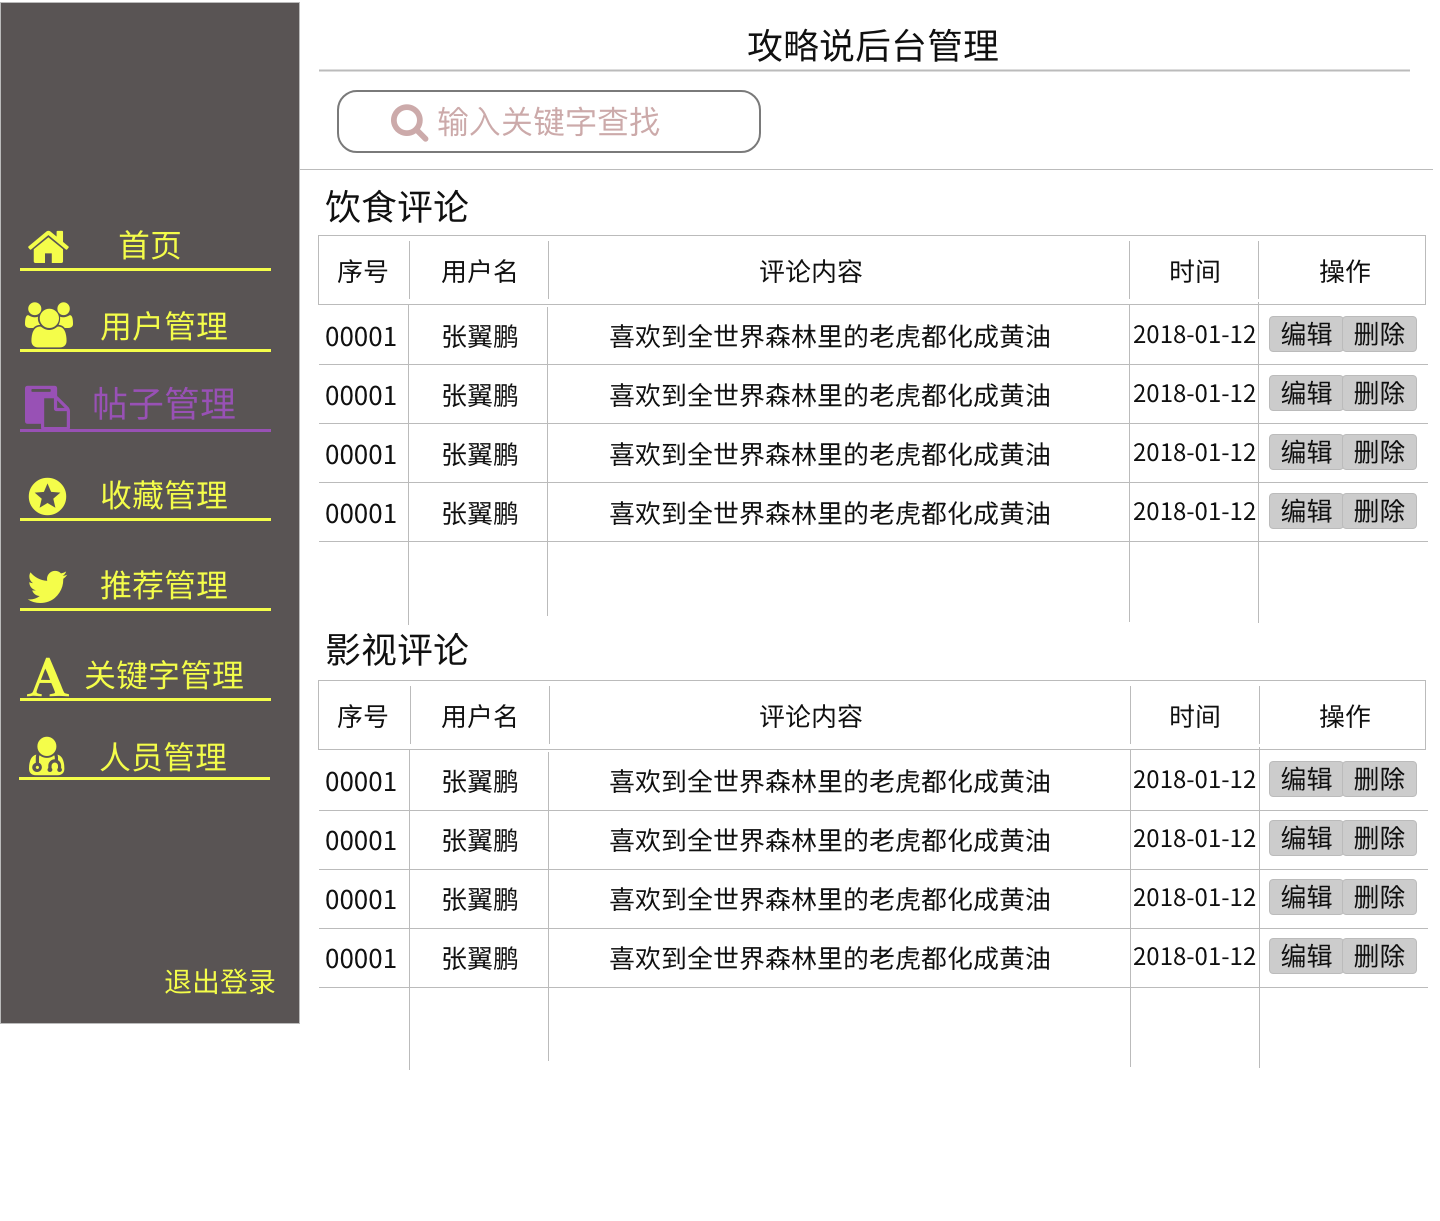 攻略说后台管理
输入关键字查找
首页
用户管理
帖子管理
收藏管理
推荐管理
关键字管理
人员管理
退出登录
饮食评论
序号 用户名 评论内容 时间 操作
00001 张翼鹏 喜欢到全世界森林里的老虎都化成黄油 2018-01-12 编辑 删除
00001 张翼鹏 喜欢到全世界森林里的老虎都化成黄油 2018-01-12 编辑 删除
00001 张翼鹏 喜欢到全世界森林里的老虎都化成黄油 2018-01-12 编辑 删除
00001 张翼鹏 喜欢到全世界森林里的老虎都化成黄油 2018-01-12 编辑 删除
影视评论
序号 用户名 评论内容 时间 操作
00001 张翼鹏 喜欢到全世界森林里的老虎都化成黄油 2018-01-12 编辑 删除
00001 张翼鹏 喜欢到全世界森林里的老虎都化成黄油 2018-01-12 编辑 删除
00001 张翼鹏 喜欢到全世界森林里的老虎都化成黄油 2018-01-12 编辑 删除
00001 张翼鹏 喜欢到全世界森林里的老虎都化成黄油 2018-01-12 编辑 删除